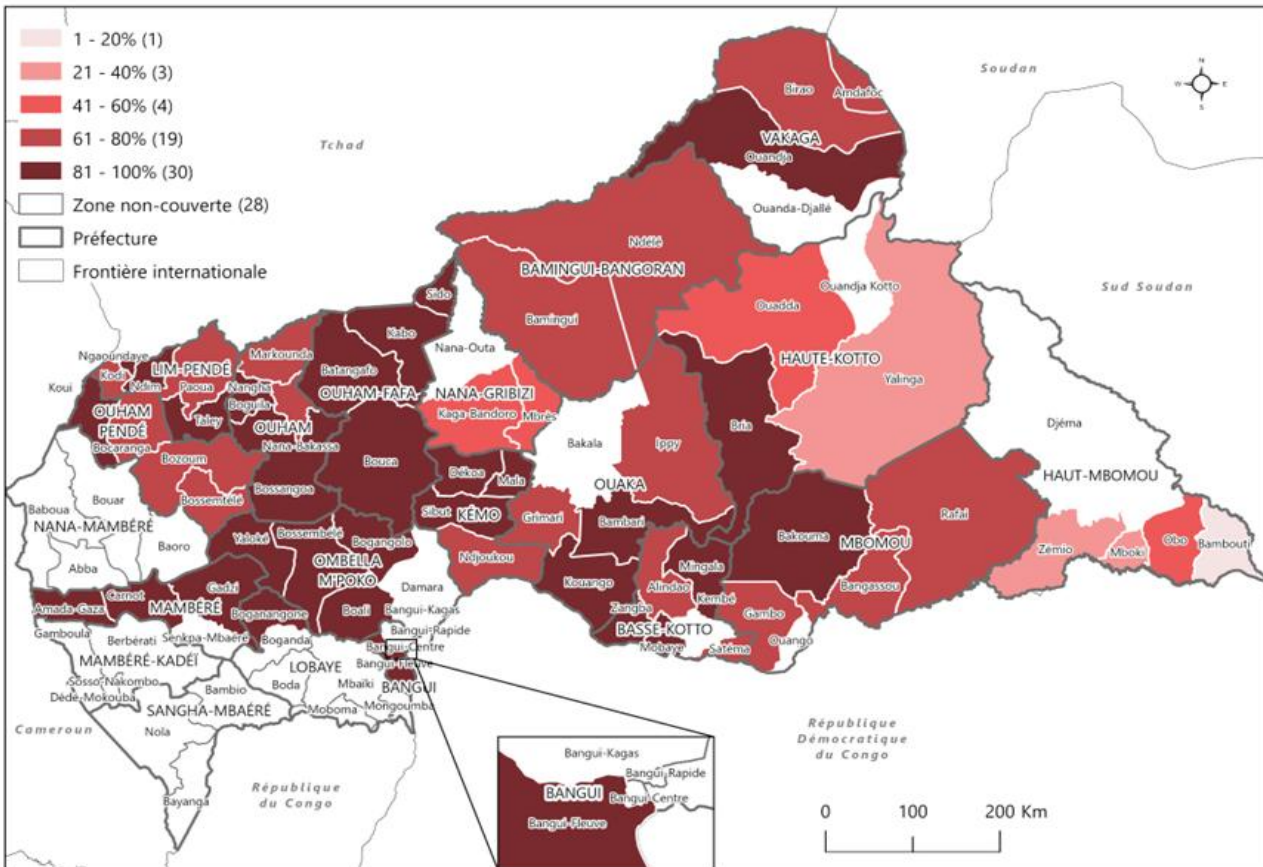 1 - 20% (1)
21 - 40% (3)
41 - 60% (4)
61 - 80% (19)
81 - 100% (30)
Zone non-couverte (28)
Préfecture
Frontière internationale
Soudan
N
W E
S
Tchad
Birao
Amdafoc
VAKAGA
Ouandja
Ouanda-Djallé
Ndélé
BAMINGUI-BANGORAN
Bamingui
Ouadda
Ouandja Kotto
HAUTE-KOTTO
Yalinga
Sud Soudan
Sido
Kabo
Nana-Outa
Batangafo
OUHAM-FAFA
NANA-GRIBIZI
Kaga-Bandoro
Mbrès
Markounda
Ngaoundaye
LIM-PENDÉ
Koda
Ndim
Paoua
Nangha
Boguila
Koui
OUHAM
PENDÉ
Taley
OUHAM
Nana-Bakassa
Bocaranga
Bozoum
Bouca
Bakala
Ippy
Bria
Djéma
HAUT-MBOMOU
Bossemtélé
Bossangoa
Dékoa
Mala
OUAKA
Bouar
Baboua
NANA-MAMBÉRÉ
Baoro
Abba
Sibut
KÉMO
Grimari
Bambari
Bakouma
Rafaï
MBOMOU
Zémio
Mboki
Obo
Bambouti
Yaloké
Bossembélé
Bogangolo
OMBELLA
M'POKO
Ndjoukou
Kouango
Mingala
Alindao
Kembé
Bangassou
Gambo
Zangba
BASSE-KOTTO
Mobaye
Satéma
Ouango
Damara
Gadzi
Carnot
Amada-Gaza
MAMBÉRÉ
Boganangone
Boali
Bangui-Kagas
Bangui-Rapide
Gamboula
Berbérati
Senkpa-Mbaéré
Boganda
Bangui-Centre
Bangui-Fleuve
MAMBÉRÉ-KADÉÏ
LOBAYE
BANGUI
Sosso-Nakombo
Bambio
Boda
Mbaïki
Dédé-Mokouba
SANGHA-MBAÉRÉ
Moboma
Mongoumba
Cameroun
Nola
République
du Congo
Bayanga
République
Démocratique
du Congo
Bangui-Kagas
Bangui-Rapide
BANGUI
Bangui-Centre
Bangui-Fleuve
0 100 200 Km